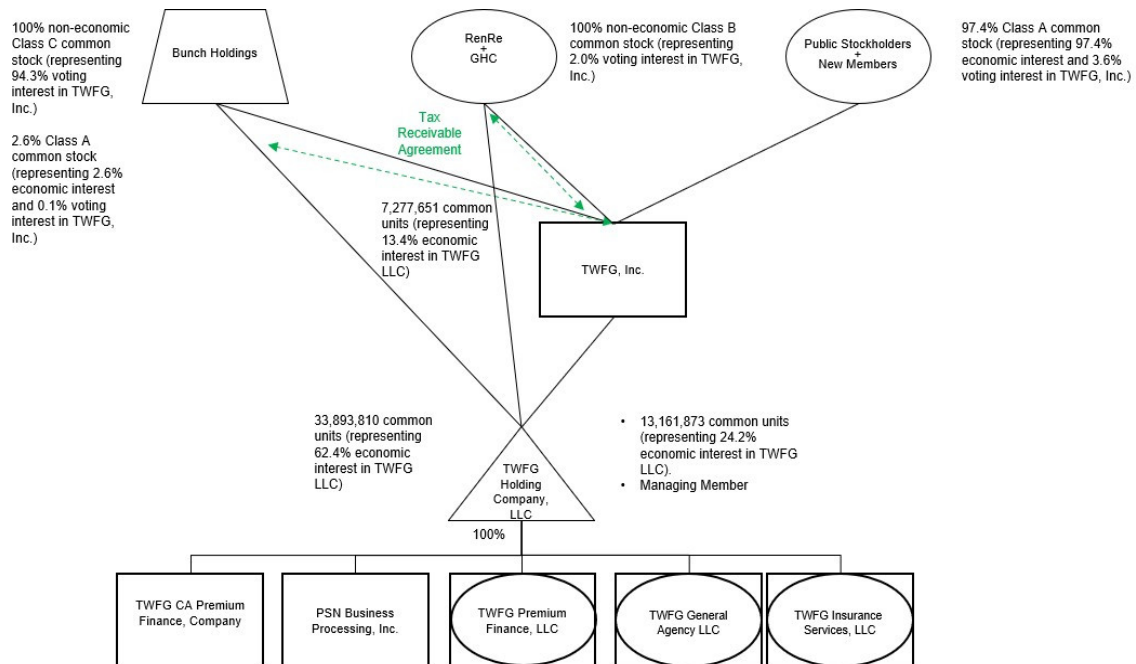 100% non-economic
Class C common
stock (representing
94.3% voting
interest in TWFG,
Inc.)
2.6% Class A
common stock
(representing 2.6%
economic interest
and 0.1% voting
interest in TWFG,
Inc.)
Bunch Holdings
RenRe
+
GHC
100% non-economic Class B
common stock (representing
2.0% voting interest in TWFG,
Inc.)
Public Stockholders
+
New Members
97.4% Class A common
stock (representing 97.4%
economic interest and 3.6%
voting interest in TWFG, Inc.)
Tax
Receivable
Agreement
7,277,651 common
units (representing
13.4% economic
interest in TWFG
LLC)
TWFG, Inc.
33,893,810 common
units (representing
62.4% economic
interest in TWFG
LLC)
• 13,161,873 common units
(representing 24.2%
economic interest in TWFG
LLC).
• Managing Member
TWFG
Holding
Company,
LLC
100%
TWFG CA Premium
Finance, Company
PSN Business
Processing, Inc.
TWFG Premium
Finance, LLC
TWFG General
Agency LLC
TWFG Insurance
Services, LLC